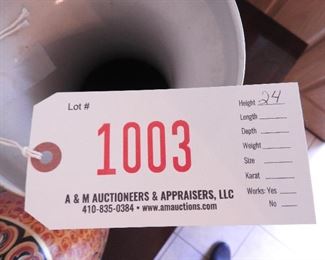 Lot #
1003
A & M AUCTIONEERS & APPRAISERS, LLC
410-835-0384 • www.amauctions.com
Height 24
Length
Depth
Weight
Size
Karat
Works: Yes
No